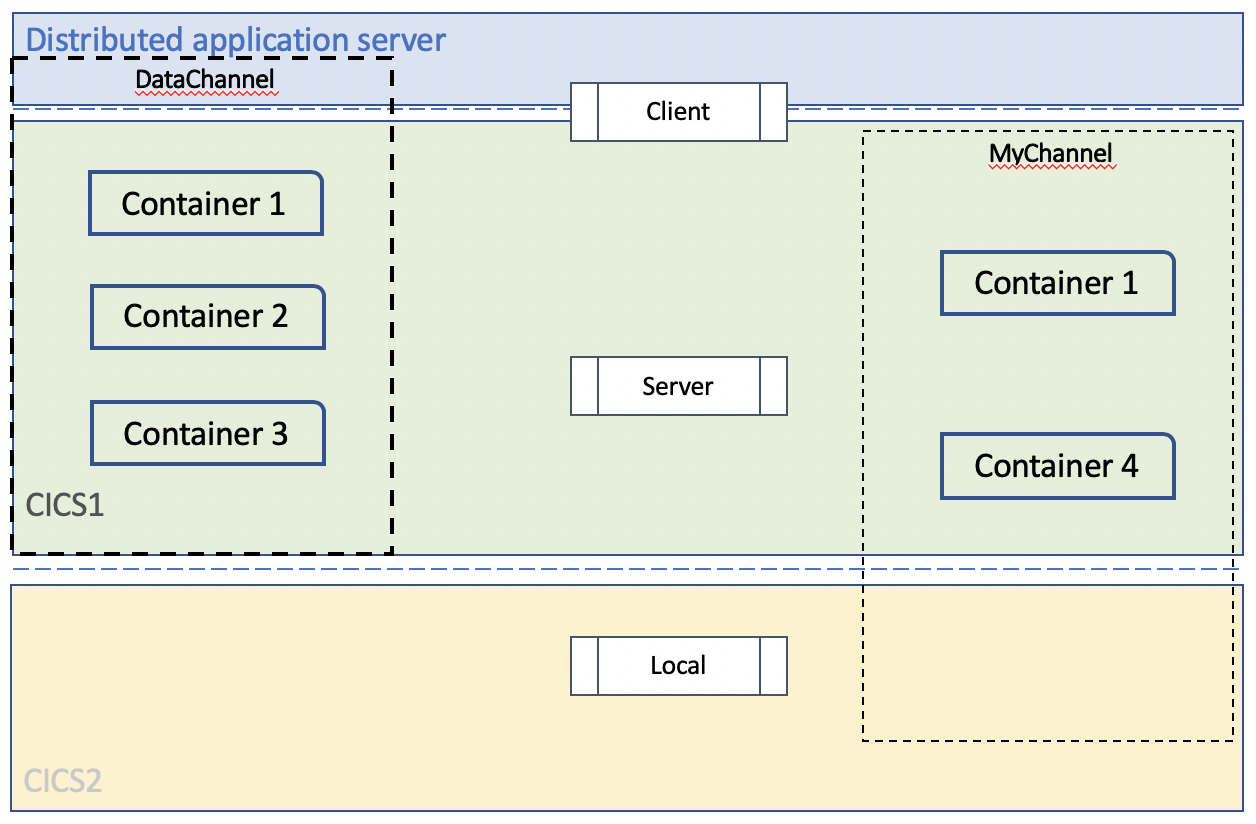 Distributed application server
DataChannel
Client
MyChannel
Container 1
Container 1
Container 2
Server
Container 3
Container 4
CICS1
Local
CICS2